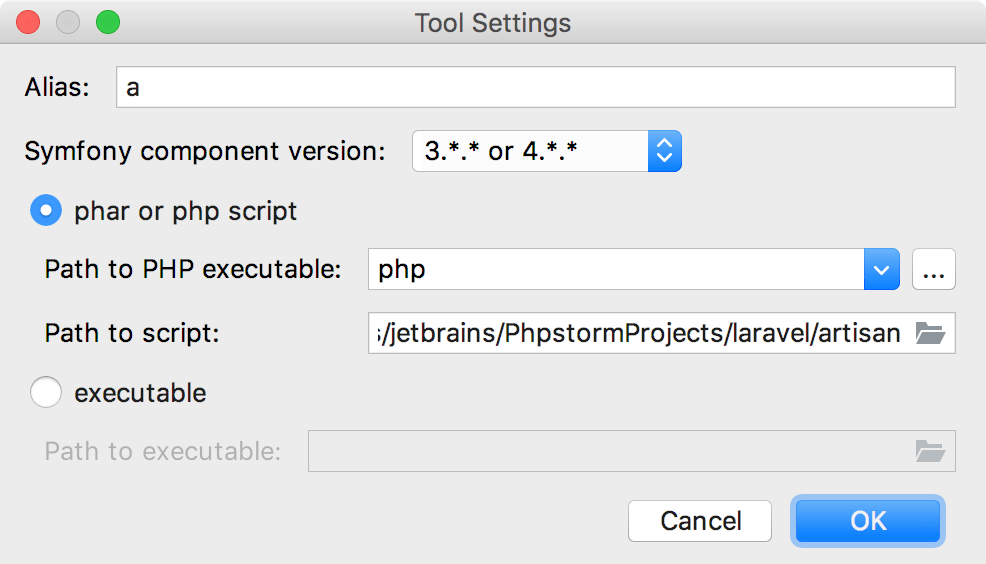 Tool Settings
Alias: a
Symfony component version: 3.*.* or 4.*.*
phar or php script
Path to PHP executable: php ...
Path to script: /jetbrains/PhpstormProjects/laravel/artisan
executable
Path to executable:
Cancel OK